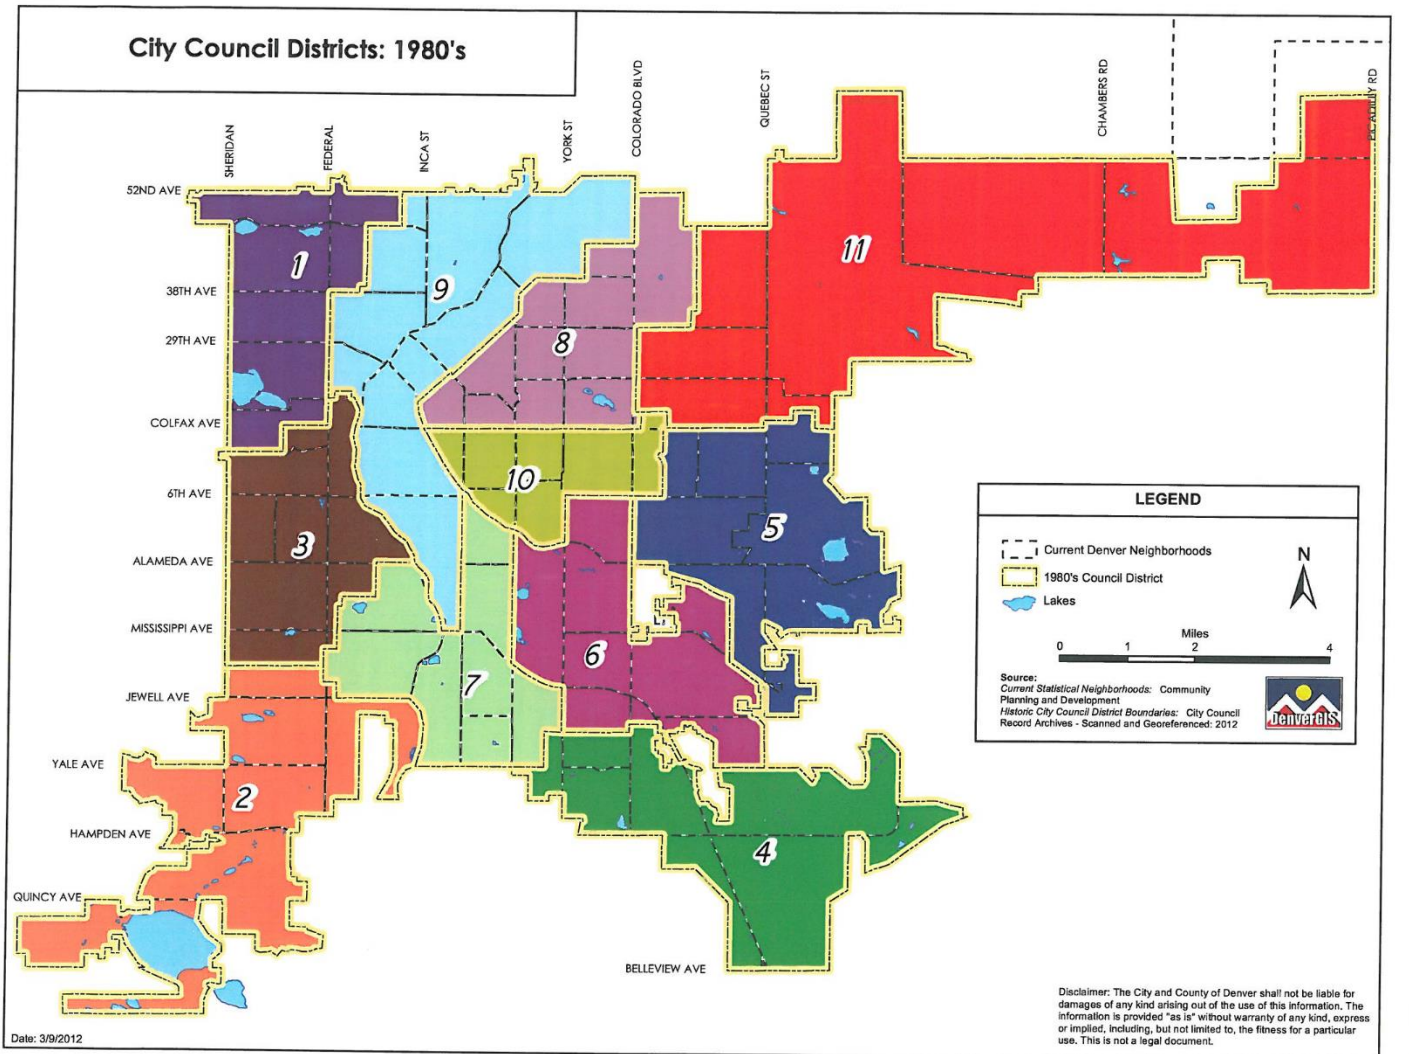 City Council Districts: 1980's
SHERIDAN
FEDERAL
INCA ST
YORK ST
COLORADO BLVD
QUEBEC ST
CHAMBERS RD
PICADILLY RD
52ND AVE
38TH AVE
29TH AVE
COLFAX AVE
6TH AVE
ALAMEDA AVE
MISSISSIPPI AVE
JEWELL AVE
YALE AVE
HAMPDEN AVE
QUINCY AVE
BELLEVIEW AVE
1
9
11
8
10
3
5
6
7
2
4
LEGEND
Current Denver Neighborhoods
1980's Council District
Lakes
N
Miles
0 1 2 4
Source:
Current Statistical Neighborhoods: Community
Planning and Development
Historic City Council District Boundaries: City Council
Record Archives - Scanned and Georeferenced: 2012
DenverGIS
Disclaimer: The City and County of Denver shall not be liable for
damages of any kind arising out of the use of this information. The
information is provided "as is" without warranty of any kind, express
or implied, including, but not limited to, the fitness for a particular
use. This is not a legal document.
Date: 3/9/2012